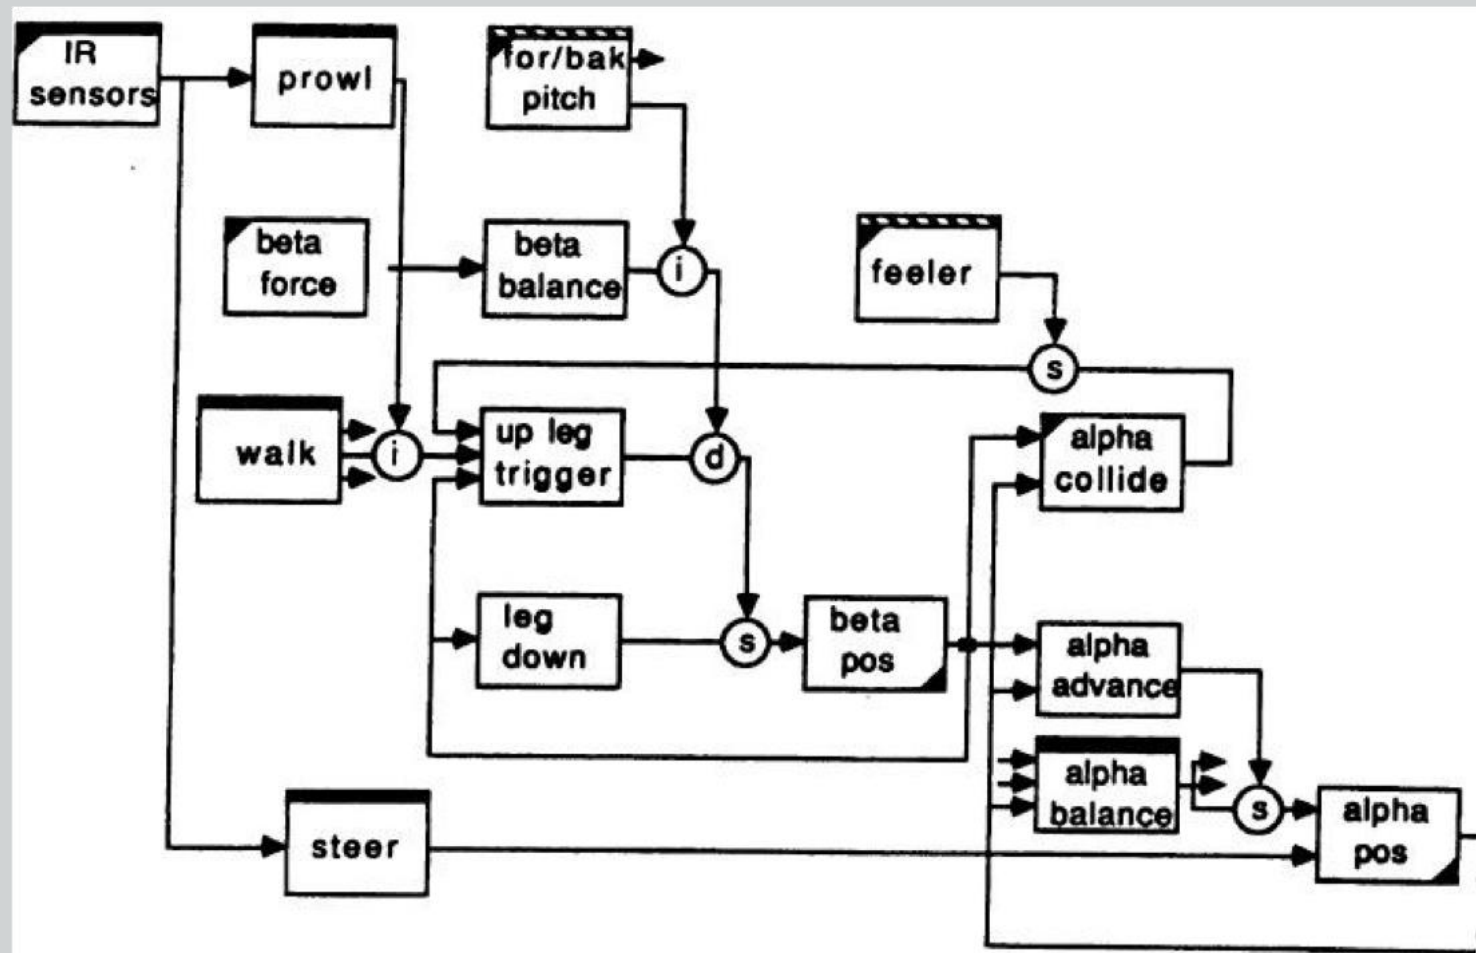 IR
sensors
prowl
for/bak
pitch
beta
force
beta
balance
i
feeler
s
walk
i
up leg
trigger
d
alpha
collide
leg
down
s
beta
pos
alpha
advance
alpha
balance
s
alpha
pos
steer